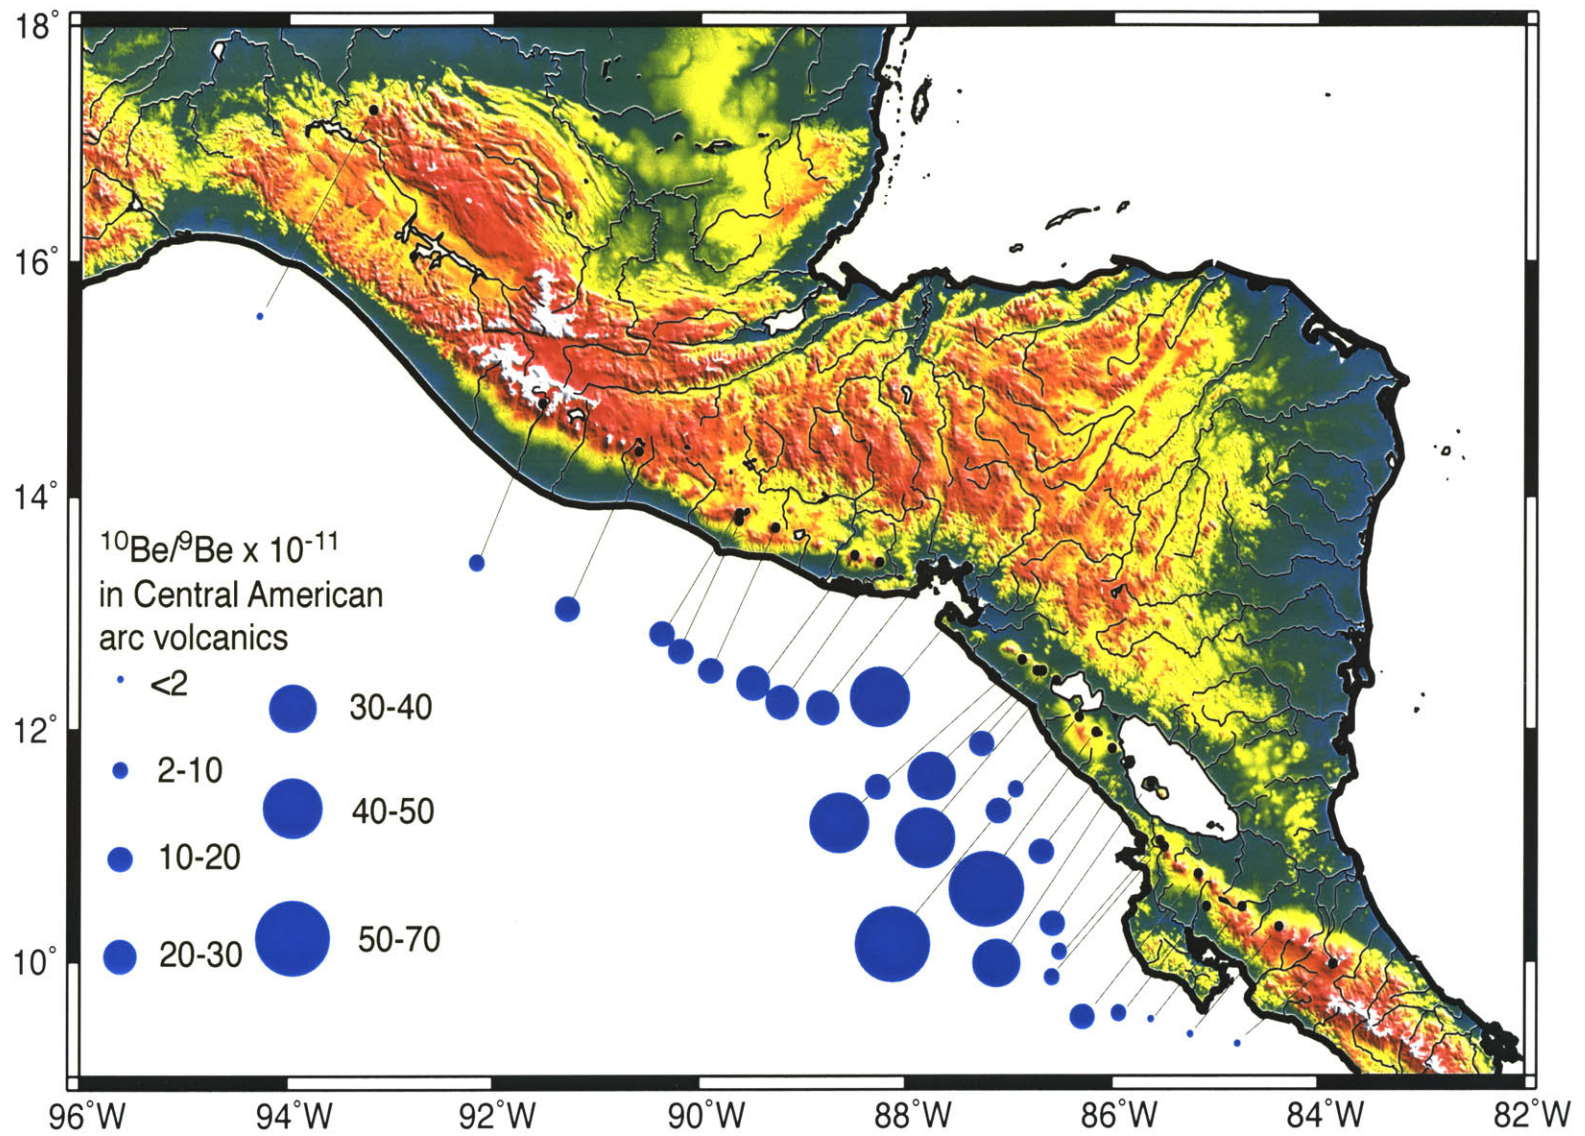 18°
16°
14°
12°
10°
¹⁰Be/⁹Be x 10⁻¹¹
in Central American
arc volcanics
<2
2-10
10-20
20-30
30-40
40-50
50-70
96°W
94°W
92°W
90°W
88°W
86°W
84°W
82°W